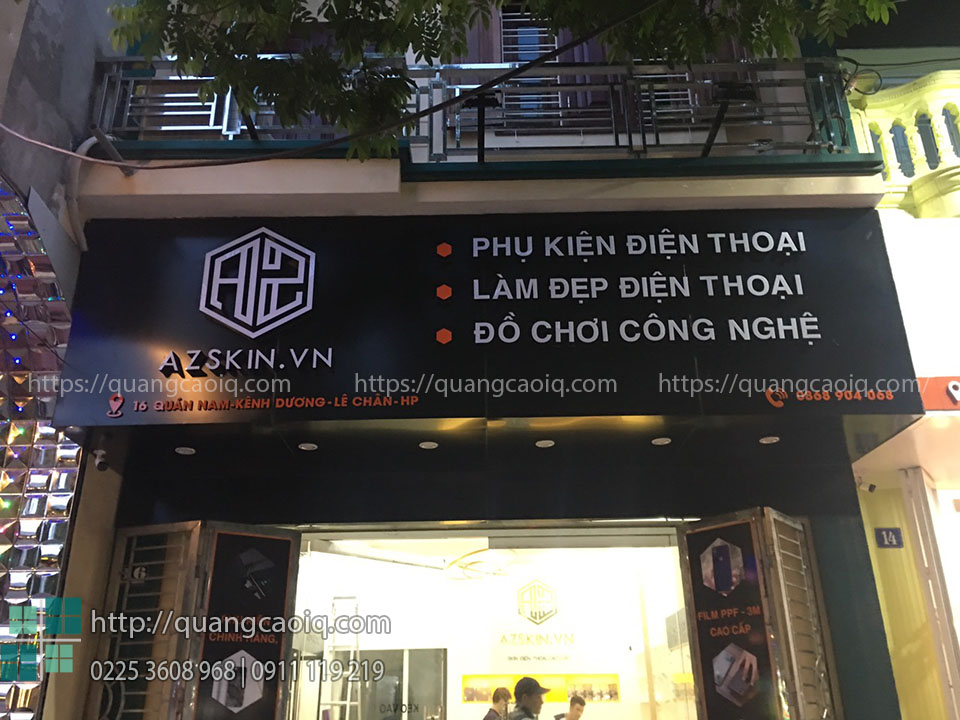 AZ
PHỤ KIỆN ĐIỆN THOẠI
LÀM ĐẸP ĐIỆN THOẠI
ĐỒ CHƠI CÔNG NGHỆ
AZSKIN.VN
https://quangcaoiq.com https://quangcaoiq.com https://quangcaoiq.com
16 QUÁN NAM-KÊNH DƯƠNG-LÊ CHÂN-HP
0868 904 068
14
FILM PPF - 3M
CAO CẤP
CHÍNH HÃNG,
AZSKIN.VN
KÉO VÀO
http://quangcaoiq.com
0225 3608 968 | 0911 119 219